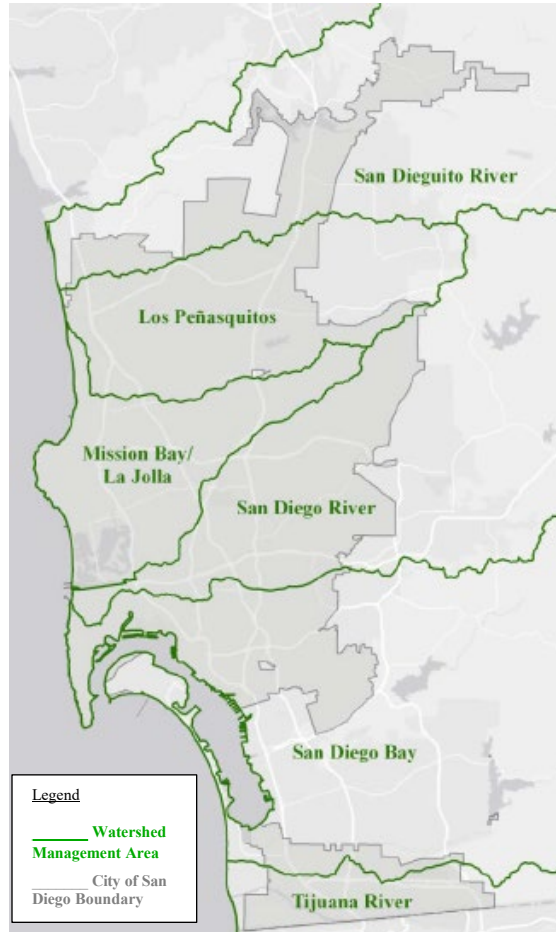 San Dieguito River
Los Peñasquitos
Mission Bay/
La Jolla
San Diego River
San Diego Bay
Legend
Watershed
Management Area
City of San
Diego Boundary
Tijuana River